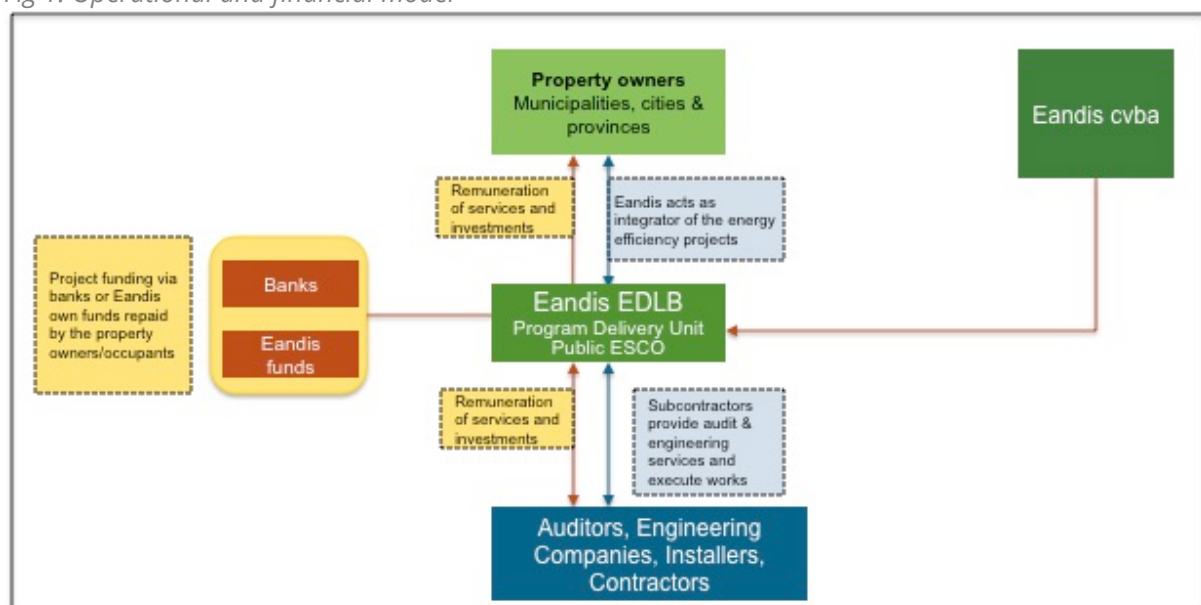 Fig 1: Operational and financial model
Property owners
Municipalities, cities &
provinces
Eandis cvba
Remuneration
of services and
investments
Eandis acts as
integrator of the energy
efficiency projects
Project funding via
banks or Eandis
own funds repaid
by the property
owners/occupants
Banks
Eandis
funds
Eandis EDLB
Program Delivery Unit
Public ESCO
Remuneration
of services and
investments
Subcontractors
provide audit &
engineering
services and
execute works
Auditors, Engineering
Companies, Installers,
Contractors